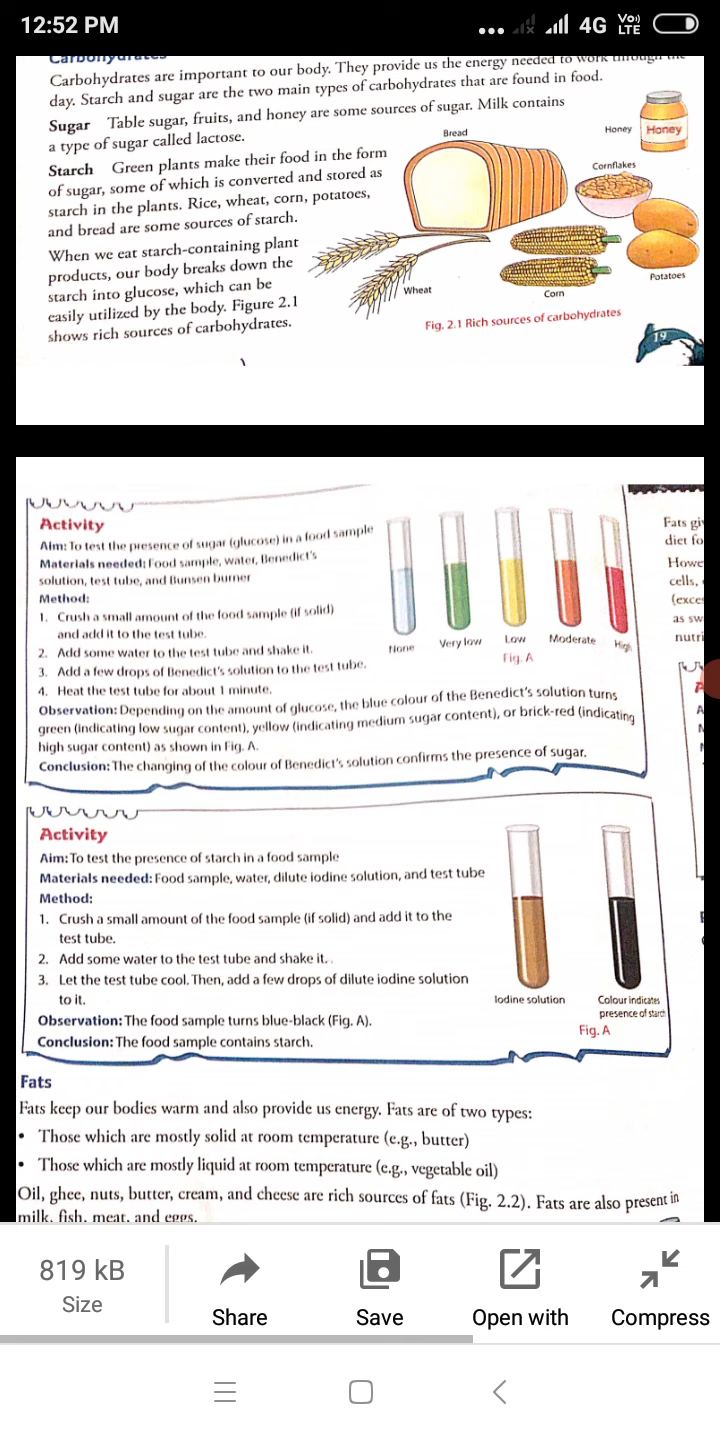 12:52 PM
4G Vo)) LTE
Carbohydrates
Carbohydrates are important to our body. They provide us the energy needed to work through the
day. Starch and sugar are the two main types of carbohydrates that are found in food.
Sugar Table sugar, fruits, and honey are some sources of sugar. Milk contains
a type of sugar called lactose.
Starch Green plants make their food in the form
of sugar, some of which is converted and stored as
starch in the plants. Rice, wheat, corn, potatoes,
and bread are some sources of starch.
When we eat starch-containing plant
products, our body breaks down the
starch into glucose, which can be
easily utilized by the body. Figure 2.1
shows rich sources of carbohydrates.
Bread
Honey
Honey
Cornflakes
Wheat
Corn
Potatoes
Fig. 2.1 Rich sources of carbohydrates
19
Activity
Aim: To test the presence of sugar (glucose) in a food sample
Materials needed: Food sample, water, Benedict's
solution, test tube, and Bunsen burner
Method:
1. Crush a small amount of the food sample (if solid)
and add it to the test tube.
2. Add some water to the test tube and shake it.
3. Add a few drops of Benedict's solution to the test tube.
4. Heat the test tube for about 1 minute.
None
Very low
Low
Moderate
High
Fig. A
Observation: Depending on the amount of glucose, the blue colour of the Benedict's solution turns
green (indicating low sugar content), yellow (indicating medium sugar content), or brick-red (indicating
high sugar content) as shown in Fig. A.
Conclusion: The changing of the colour of Benedict's solution confirms the presence of sugar.
Fats gi
diet fo
Howe
cells,
(exces
as sw
nutri
Activity
Aim: To test the presence of starch in a food sample
Materials needed: Food sample, water, dilute iodine solution, and test tube
Method:
1. Crush a small amount of the food sample (if solid) and add it to the
test tube.
2. Add some water to the test tube and shake it.
3. Let the test tube cool. Then, add a few drops of dilute iodine solution
to it.
Observation: The food sample turns blue-black (Fig. A).
Conclusion: The food sample contains starch.
Iodine solution
Colour indicates
presence of starch
Fig. A
Fats
Fats keep our bodies warm and also provide us energy. Fats are of two types:
• Those which are mostly solid at room temperature (e.g., butter)
• Those which are mostly liquid at room temperature (e.g., vegetable oil)
Oil, ghee, nuts, butter, cream, and cheese are rich sources of fats (Fig. 2.2). Fats are also present in
milk, fish, meat, and eggs.
819 kB
Size
Share
Save
Open with
Compress